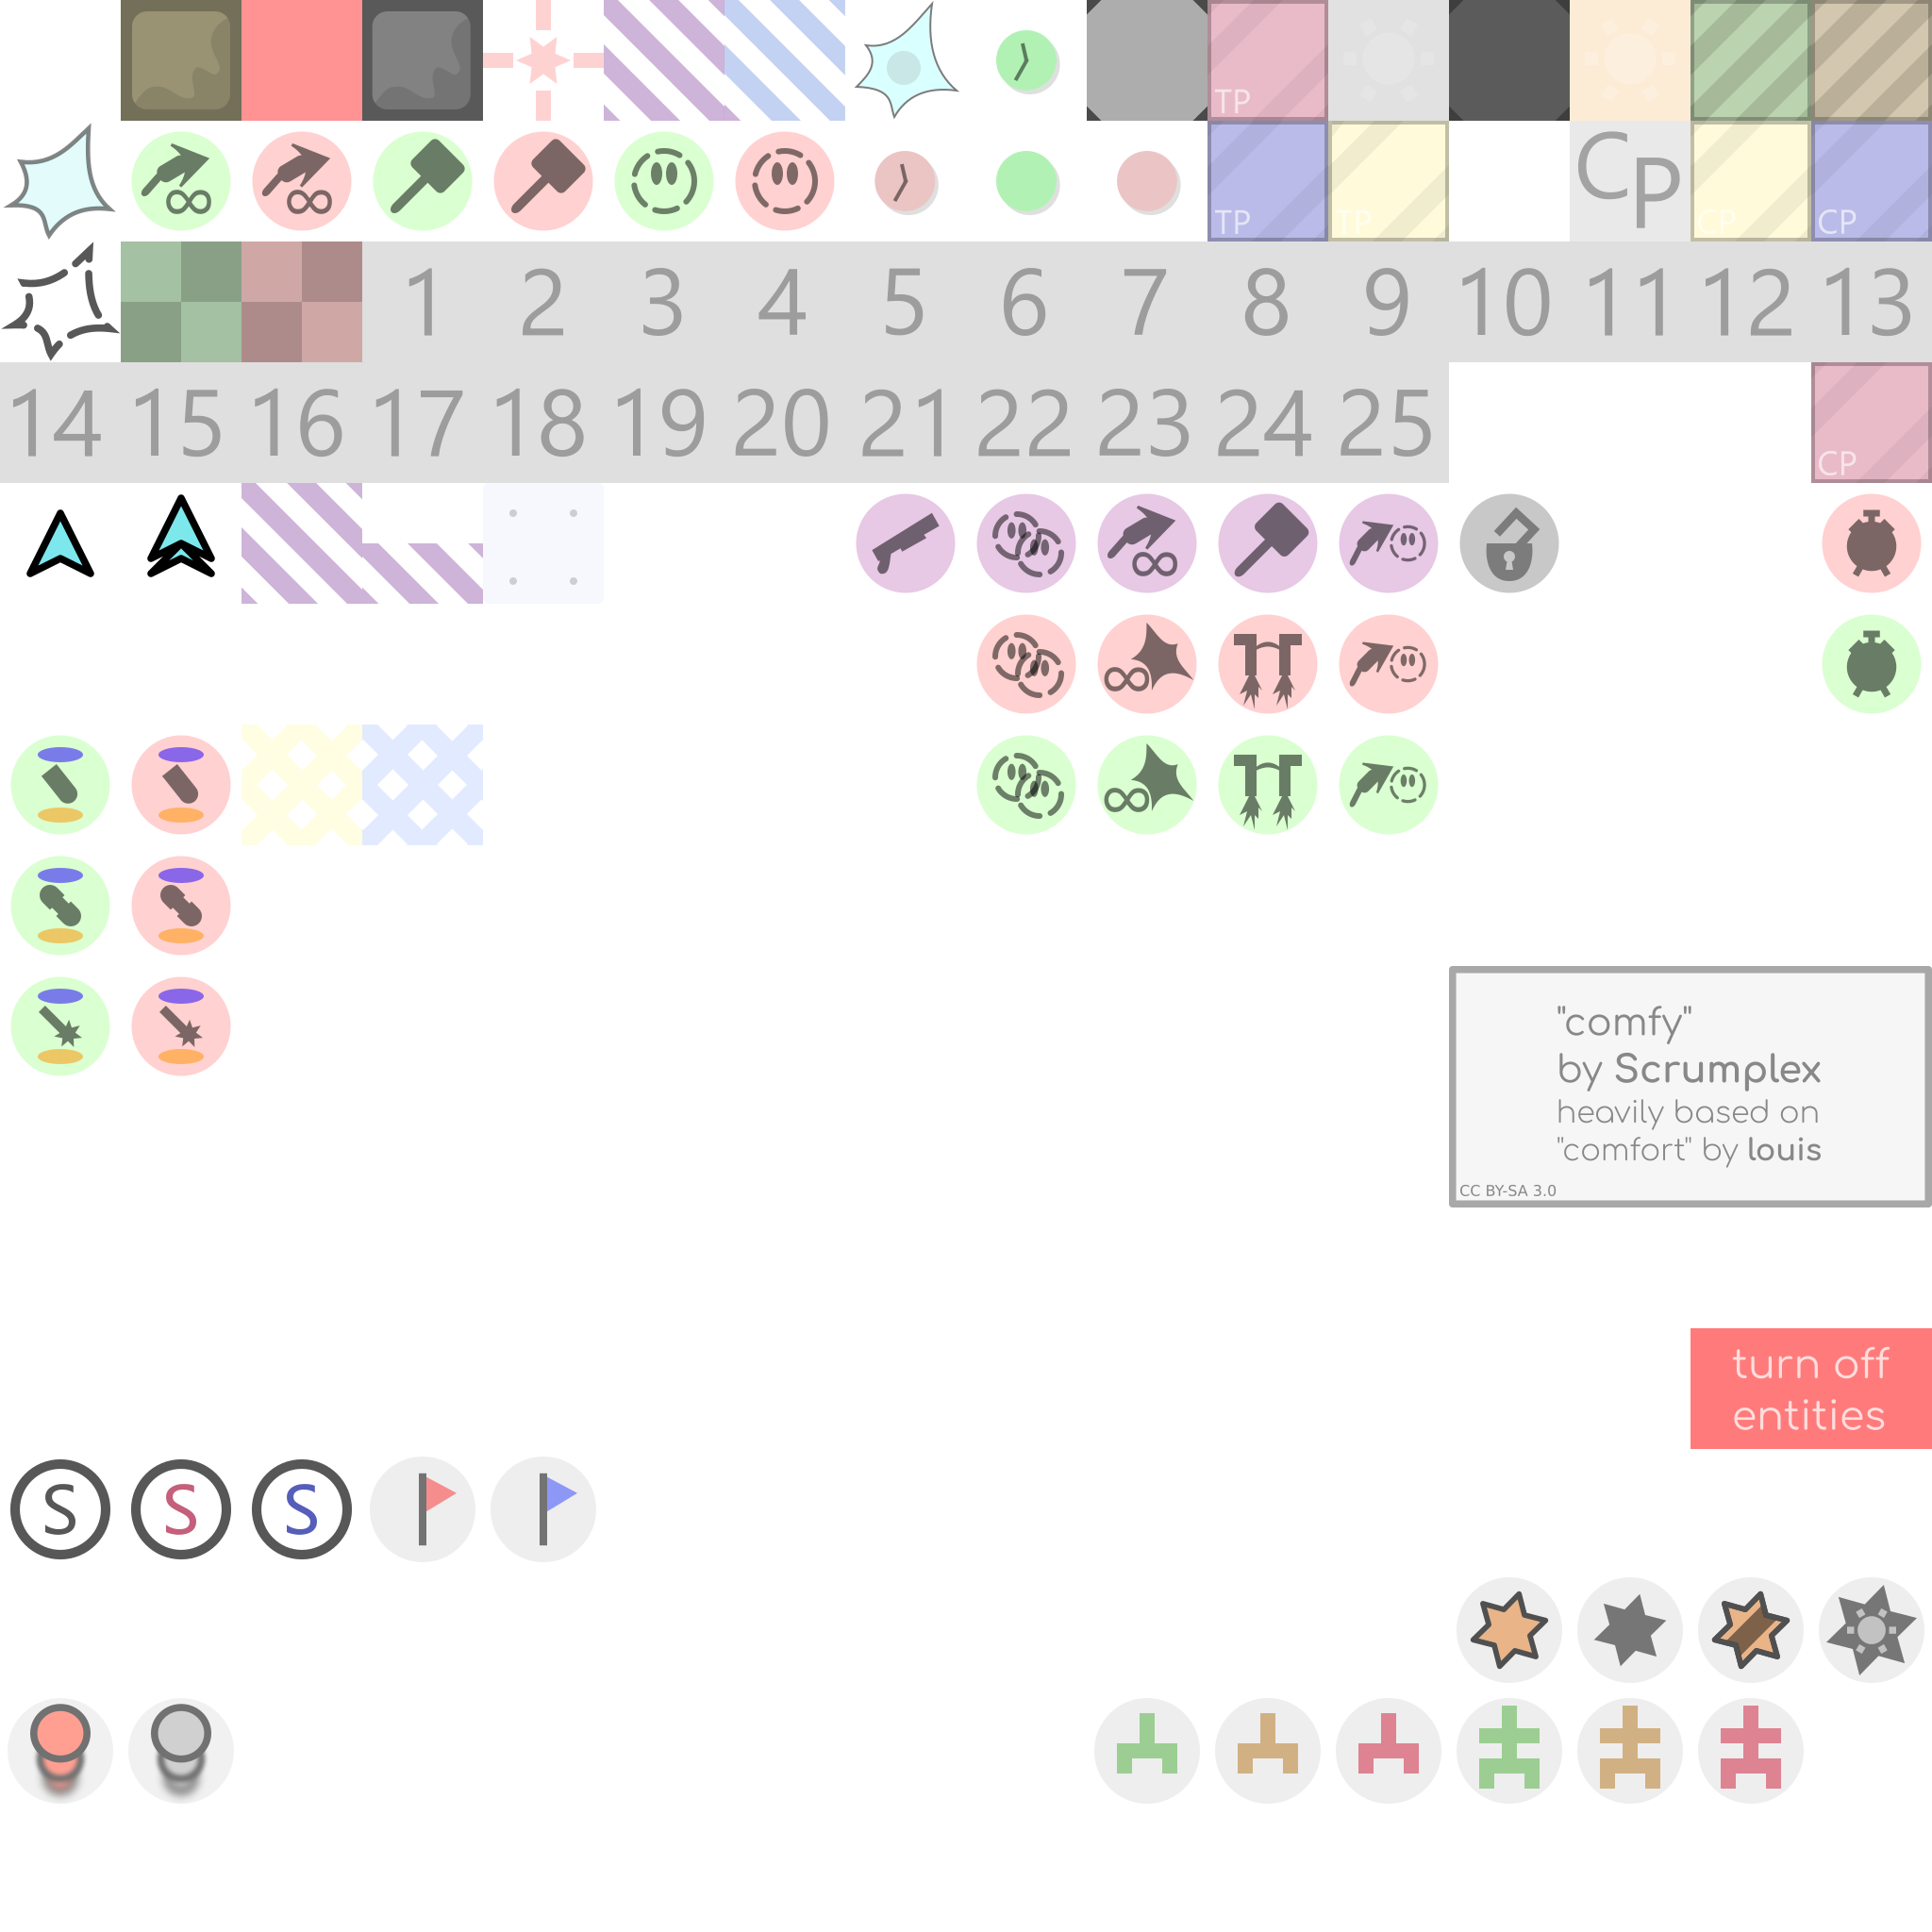 TP
TP TP CP CP CP
1 2 3 4 5 6 7 8 9 10 11 12 13
14 15 16 17 18 19 20 21 22 23 24 25 CP
"comfy"
by Scrumplex
heavily based on
"comfort" by louis
CC BY-SA 3.0
turn off
entities
S S S